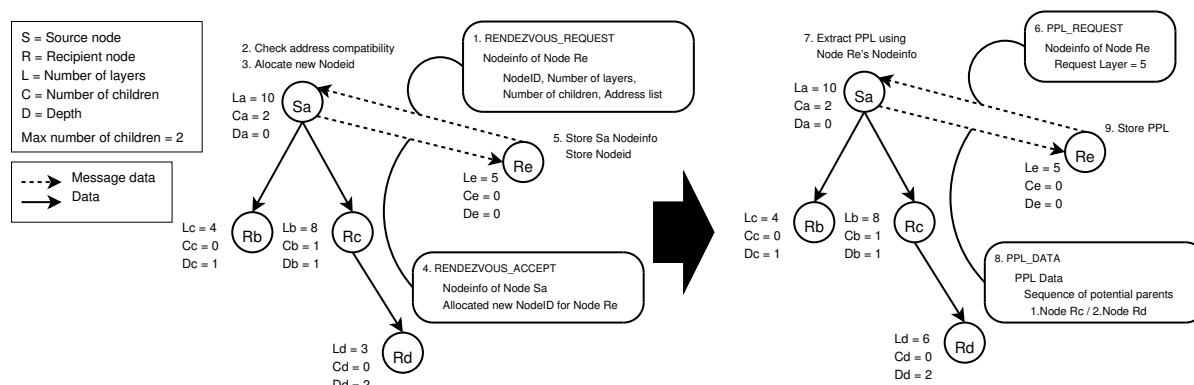 S = Source node
R = Recipient node
L = Number of layers
C = Number of children
D = Depth
Max number of children = 2
Message data
Data
2. Check address compatibility
3. Alocate new Nodeid
1. RENDEZVOUS_REQUEST
Nodeinfo of Node Re
NodeID, Number of layers,
Number of children, Address list
La = 10
Ca = 2
Da = 0
Sa
5. Store Sa Nodeinfo
Store Nodeid
Re
Le = 5
Ce = 0
De = 0
Lc = 4
Cc = 0
Dc = 1
Rb
Lb = 8
Cb = 1
Db = 1
Rc
4. RENDEZVOUS_ACCEPT
Nodeinfo of Node Sa
Allocated new NodeID for Node Re
Ld = 3
Cd = 0
Dd = 2
Rd
7. Extract PPL using
Node Re's Nodeinfo
6. PPL_REQUEST
Nodeinfo of Node Re
Request Layer = 5
La = 10
Ca = 2
Da = 0
Sa
9. Store PPL
Re
Le = 5
Ce = 0
De = 0
Lc = 4
Cc = 0
Dc = 1
Rb
Lb = 8
Cb = 1
Db = 1
Rc
8. PPL_DATA
PPL Data
Sequence of potential parents
1.Node Rc / 2.Node Rd
Ld = 6
Cd = 0
Dd = 2
Rd